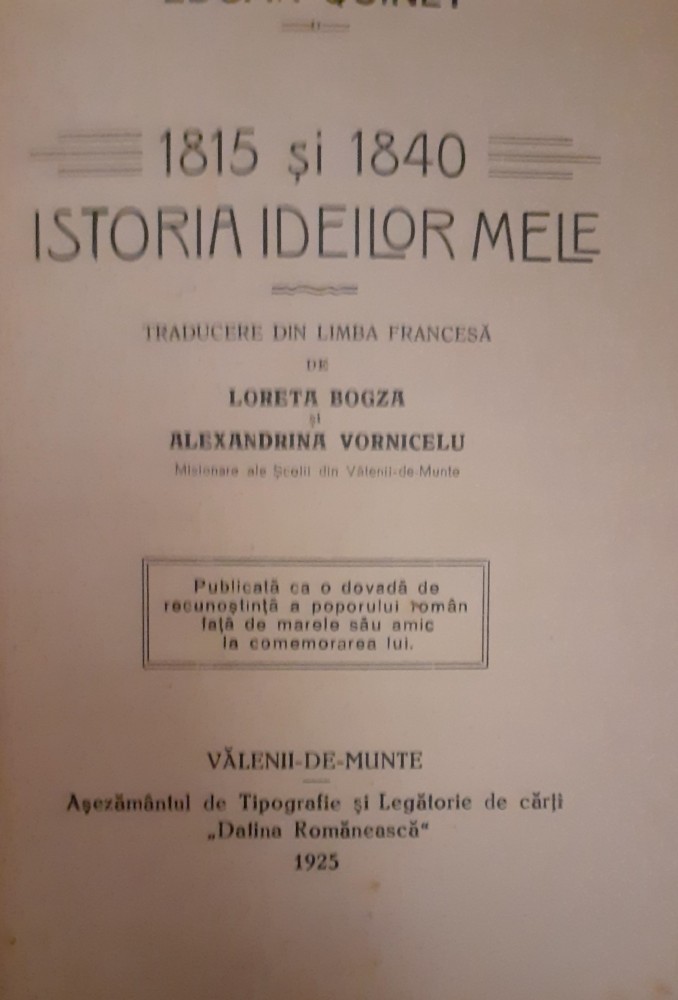 EDGAR QUINET
1815 și 1840
ISTORIA IDEILOR MELE
TRADUCERE DIN LIMBA FRANCESĂ
DE
LORETA BOGZA
și
ALEXANDRINA VORNICELU
Misionare ale Școlii din Vălenii-de-Munte
Publicată ca o dovadă de
recunoștință a poporului român
față de marele său amic
la comemorarea lui.
VĂLENII-DE-MUNTE
Așezământul de Tipografie și Legătorie de cărți
„Datina Românească“
1925